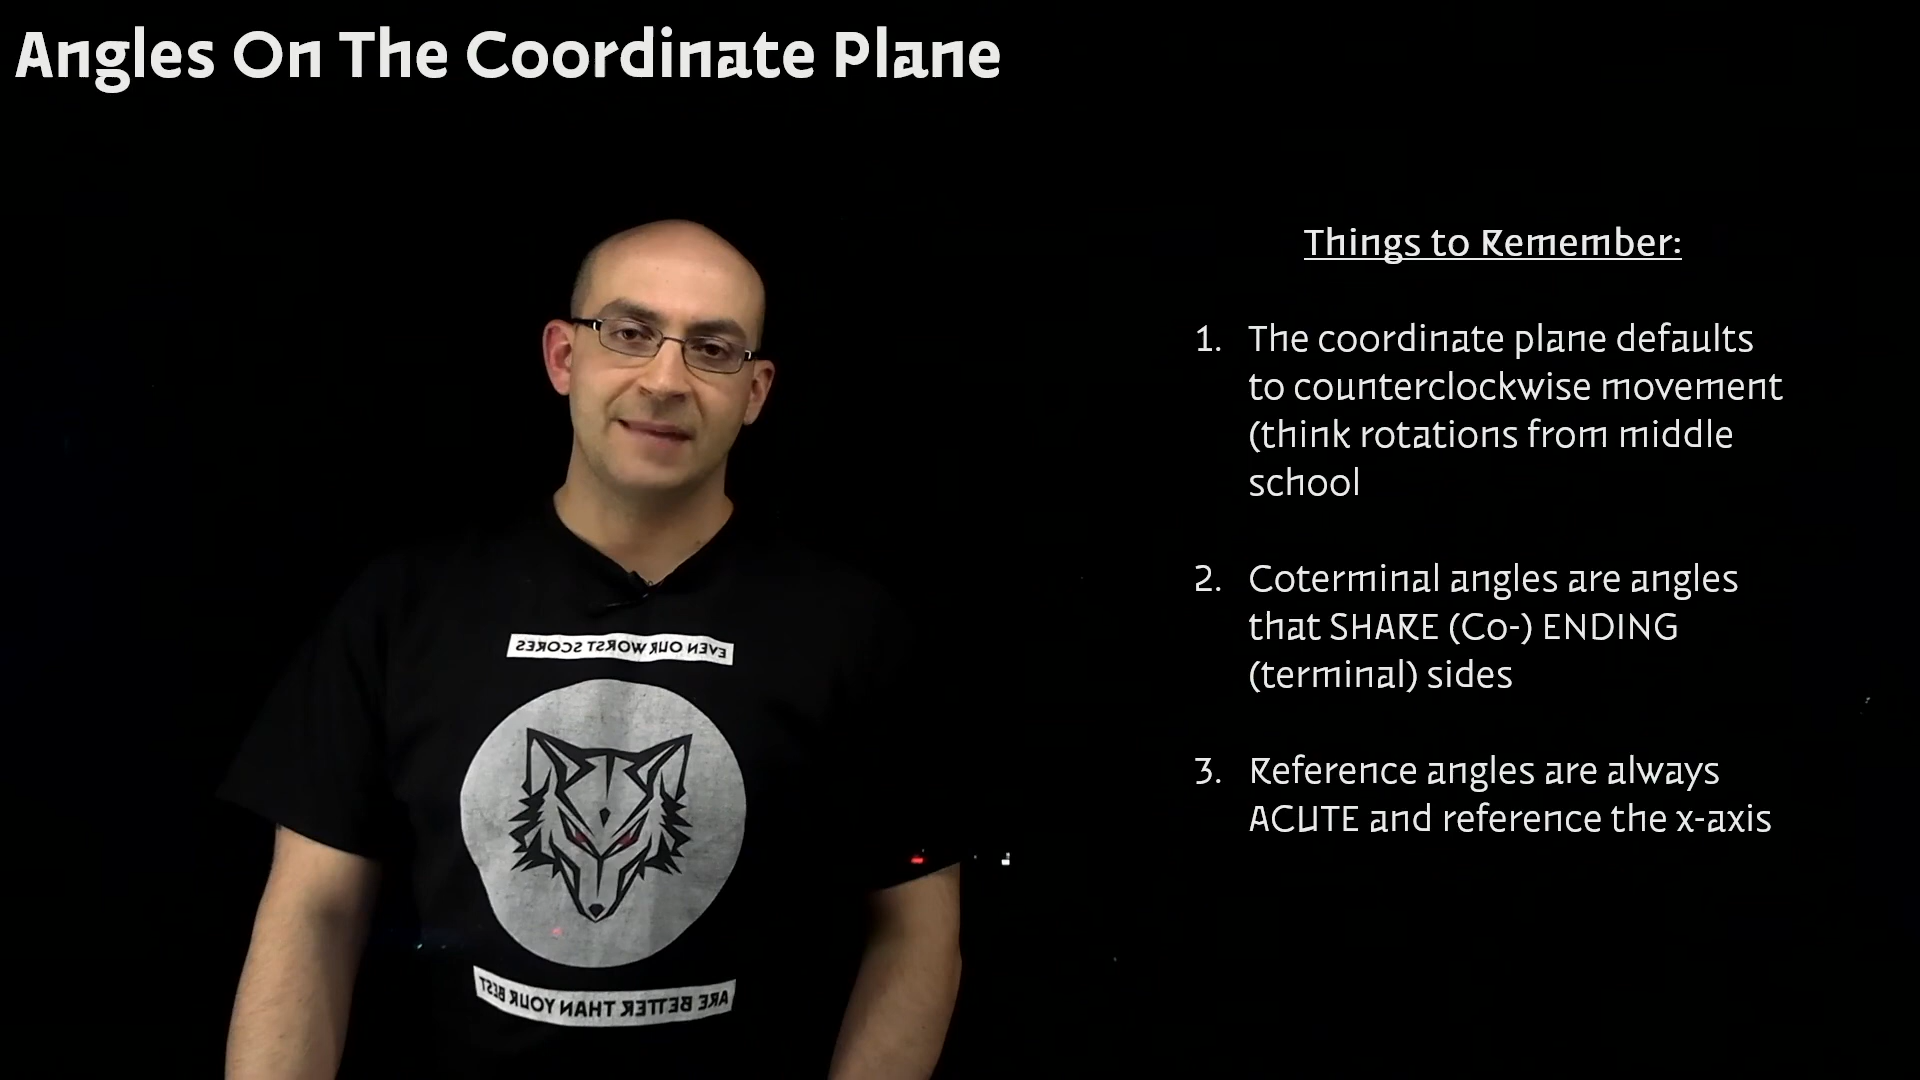 Angles On The Coordinate Plane
Things to Remember:
1. The coordinate plane defaults
to counterclockwise movement
(think rotations from middle
school
2. Coterminal angles are angles
that SHARE (Co-) ENDING
(terminal) sides
3. Reference angles are always
ACUTE and reference the x-axis
EVEN OUR WORST SCORES
ARE BETTER THAN YOUR BEST